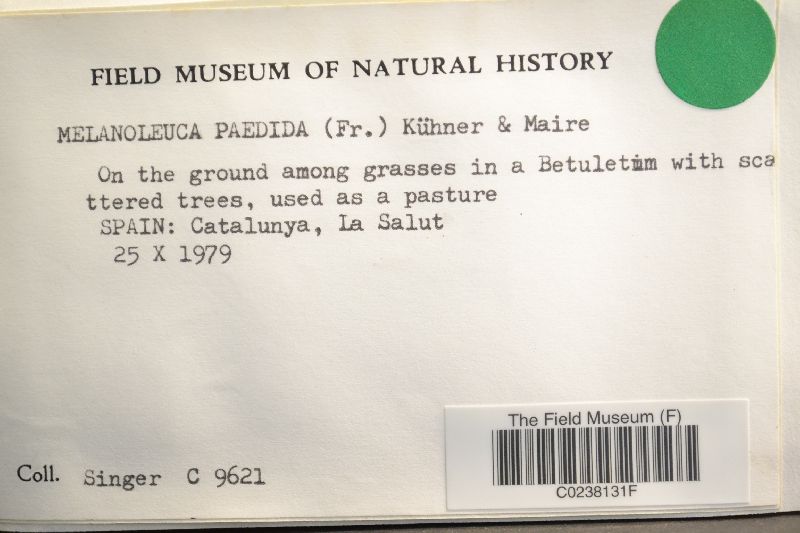 FIELD MUSEUM OF NATURAL HISTORY
MELANOLEUCA PAEDIDA (Fr.) Kühner & Maire
On the ground among grasses in a Betuletum with sca
ttered trees, used as a pasture
SPAIN: Catalunya, La Salut
25 X 1979
Coll. Singer C 9621
The Field Museum (F)
C0238131F